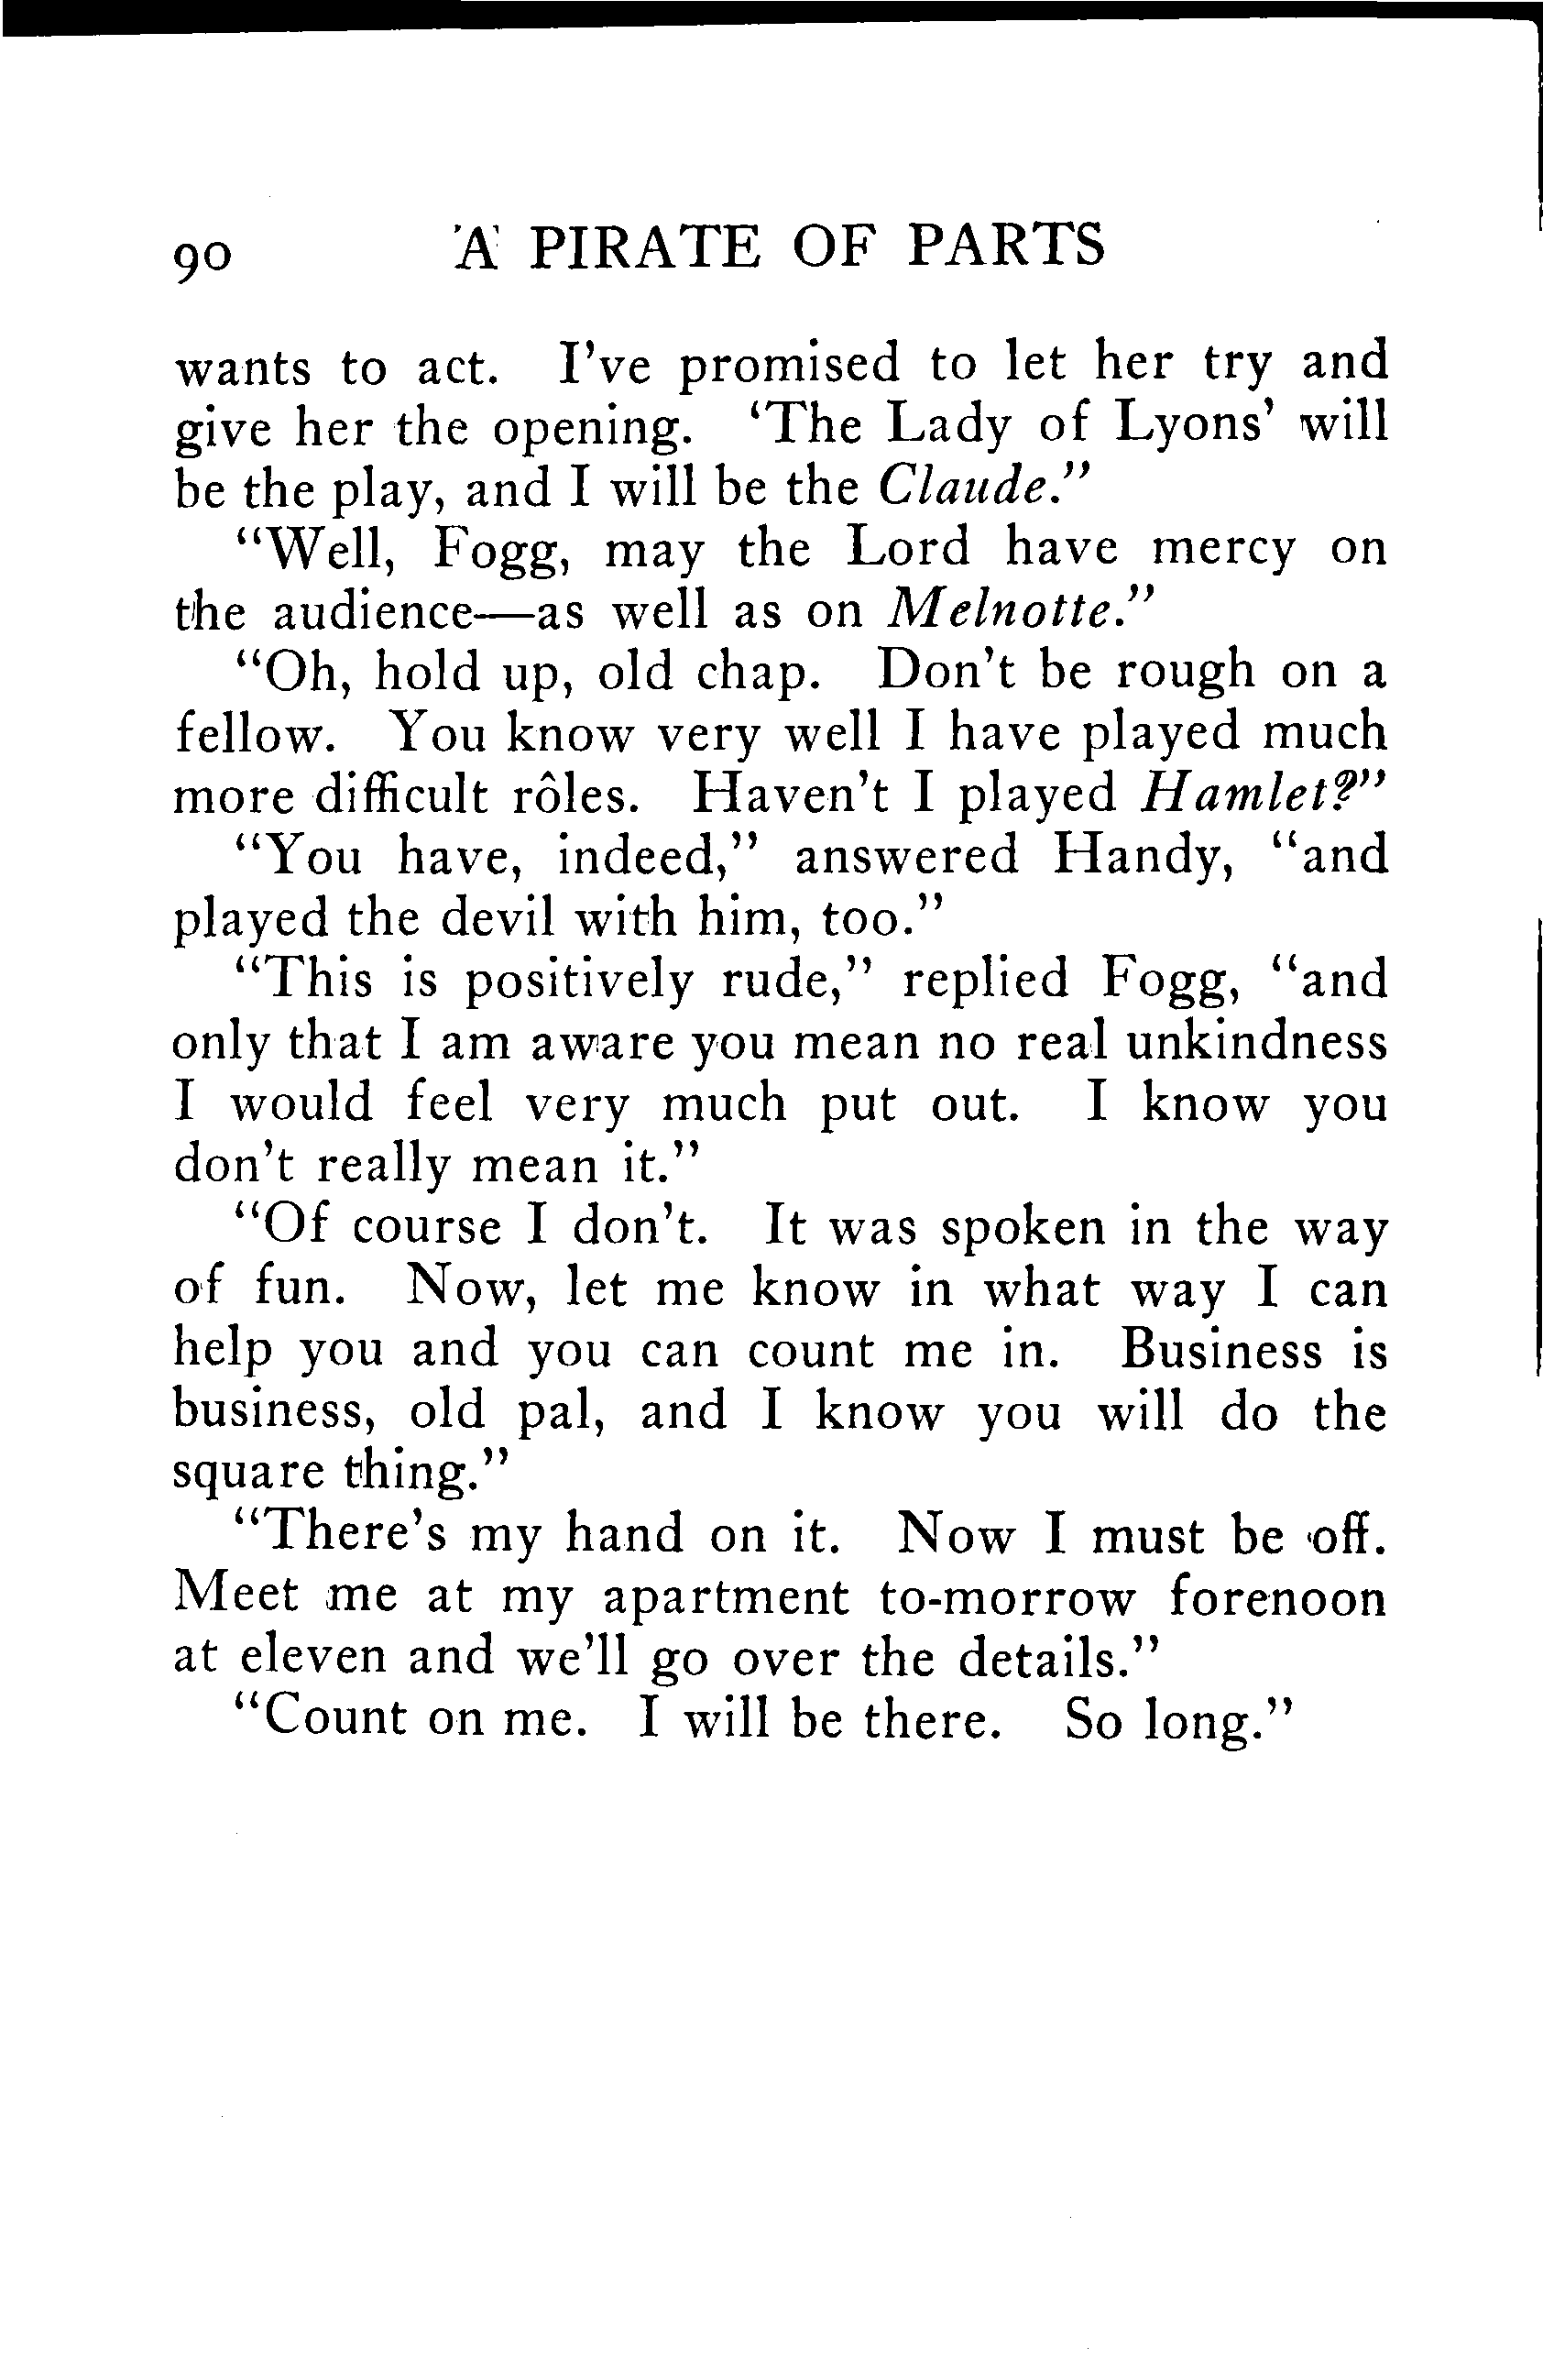 90 A PIRATE OF PARTS
wants to act. I've promised to let her try and
give her the opening. 'The Lady of Lyons' will
be the play, and I will be the Claude."
"Well, Fogg, may the Lord have mercy on
the audience—as well as on Melnotte."
"Oh, hold up, old chap. Don't be rough on a
fellow. You know very well I have played much
more difficult rôles. Haven't I played Hamlet?"
"You have, indeed," answered Handy, "and
played the devil with him, too."
"This is positively rude," replied Fogg, "and
only that I am aware you mean no real unkindness
I would feel very much put out. I know you
don't really mean it."
"Of course I don't. It was spoken in the way
of fun. Now, let me know in what way I can
help you and you can count me in. Business is
business, old pal, and I know you will do the
square thing."
"There's my hand on it. Now I must be off.
Meet me at my apartment to-morrow forenoon
at eleven and we'll go over the details."
"Count on me. I will be there. So long."